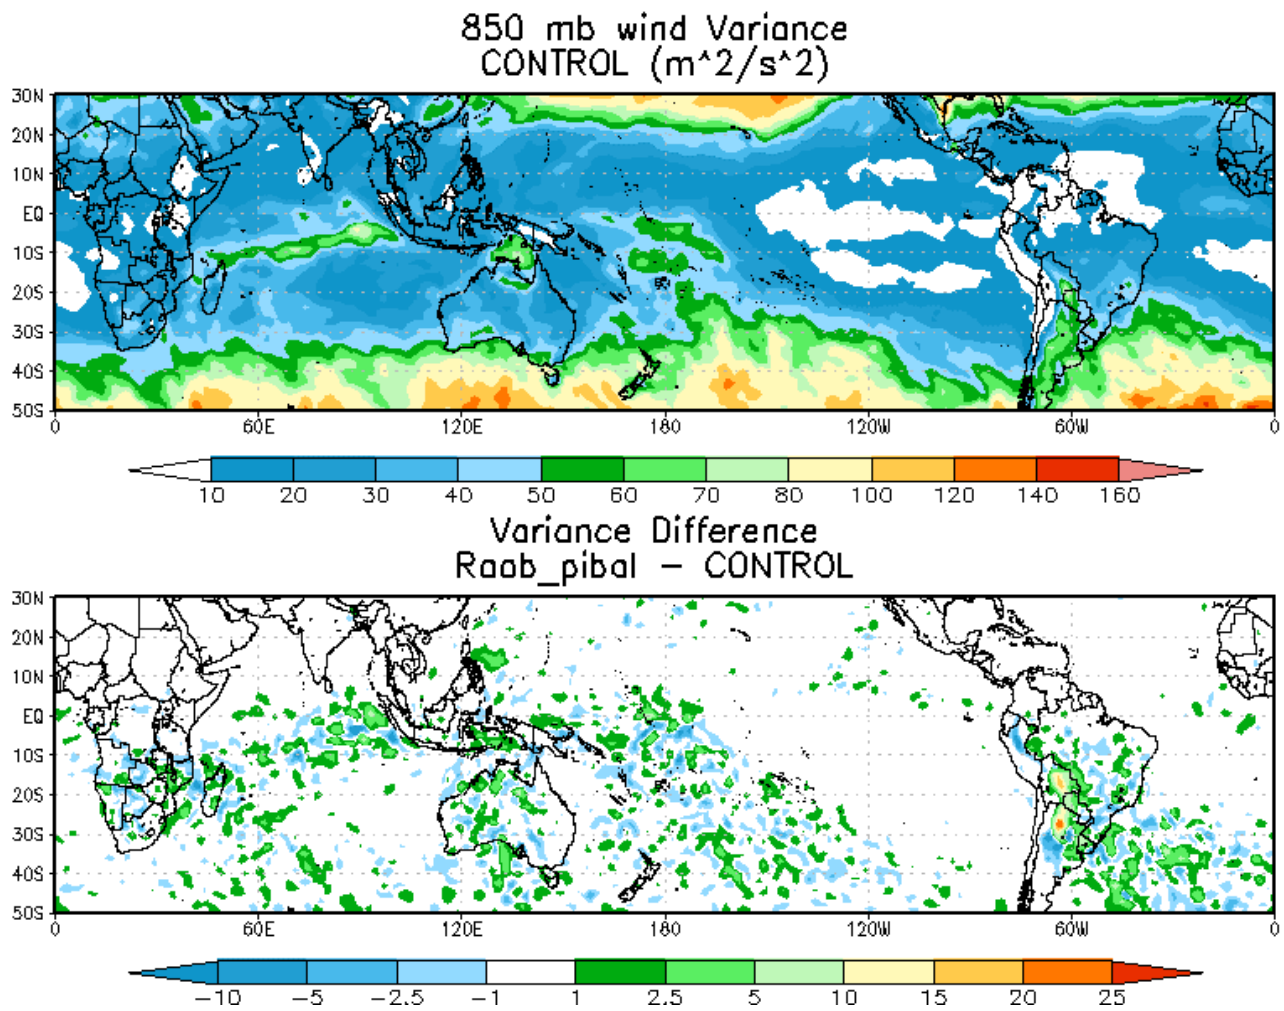 850 mb wind Variance
CONTROL (m^2/s^2)
30N
20N
10N
EQ
10S
20S
30S
40S
50S
0 60E 120E 180 120W 60W 0
10 20 30 40 50 60 70 80 100 120 140 160
Variance Difference
Raob_pibal - CONTROL
30N
20N
10N
EQ
10S
20S
30S
40S
50S
0 60E 120E 180 120W 60W 0
-10 -5 -2.5 -1 1 2.5 5 10 15 20 25